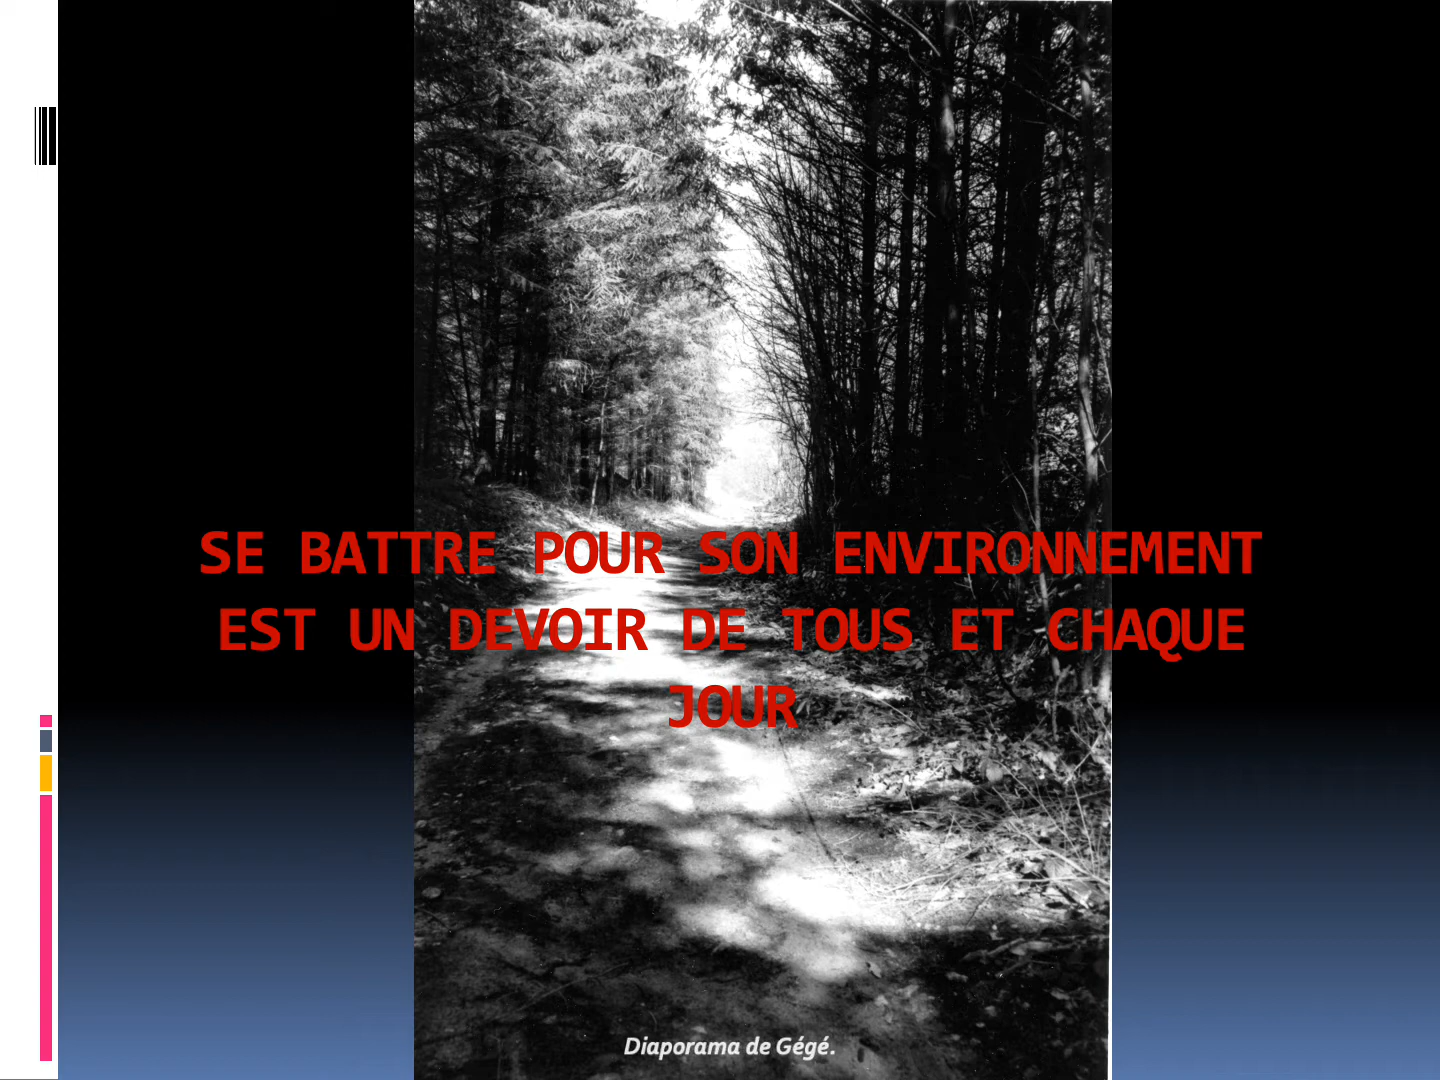 SE BATTRE POUR SON ENVIRONNEMENT
EST UN DEVOIR DE TOUS ET CHAQUE
JOUR
Diaporama de Gégé.